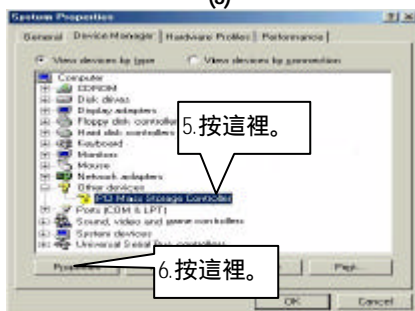 System Properties
General Device Manager Hardware Profiles Performance
View devices by type View devices by connection
Computer
CDROM
Disk drives
Display adapters
Floppy disk controllers
Hard disk controllers
Keyboard
Monitors
Mouse
Network adapters
Other devices
PCI Mass Storage Controller
Ports (COM & LPT)
Sound, video and game controllers
System devices
Universal Serial Bus controllers
5.按這裡。
6.按這裡。
Properties
OK Cancel